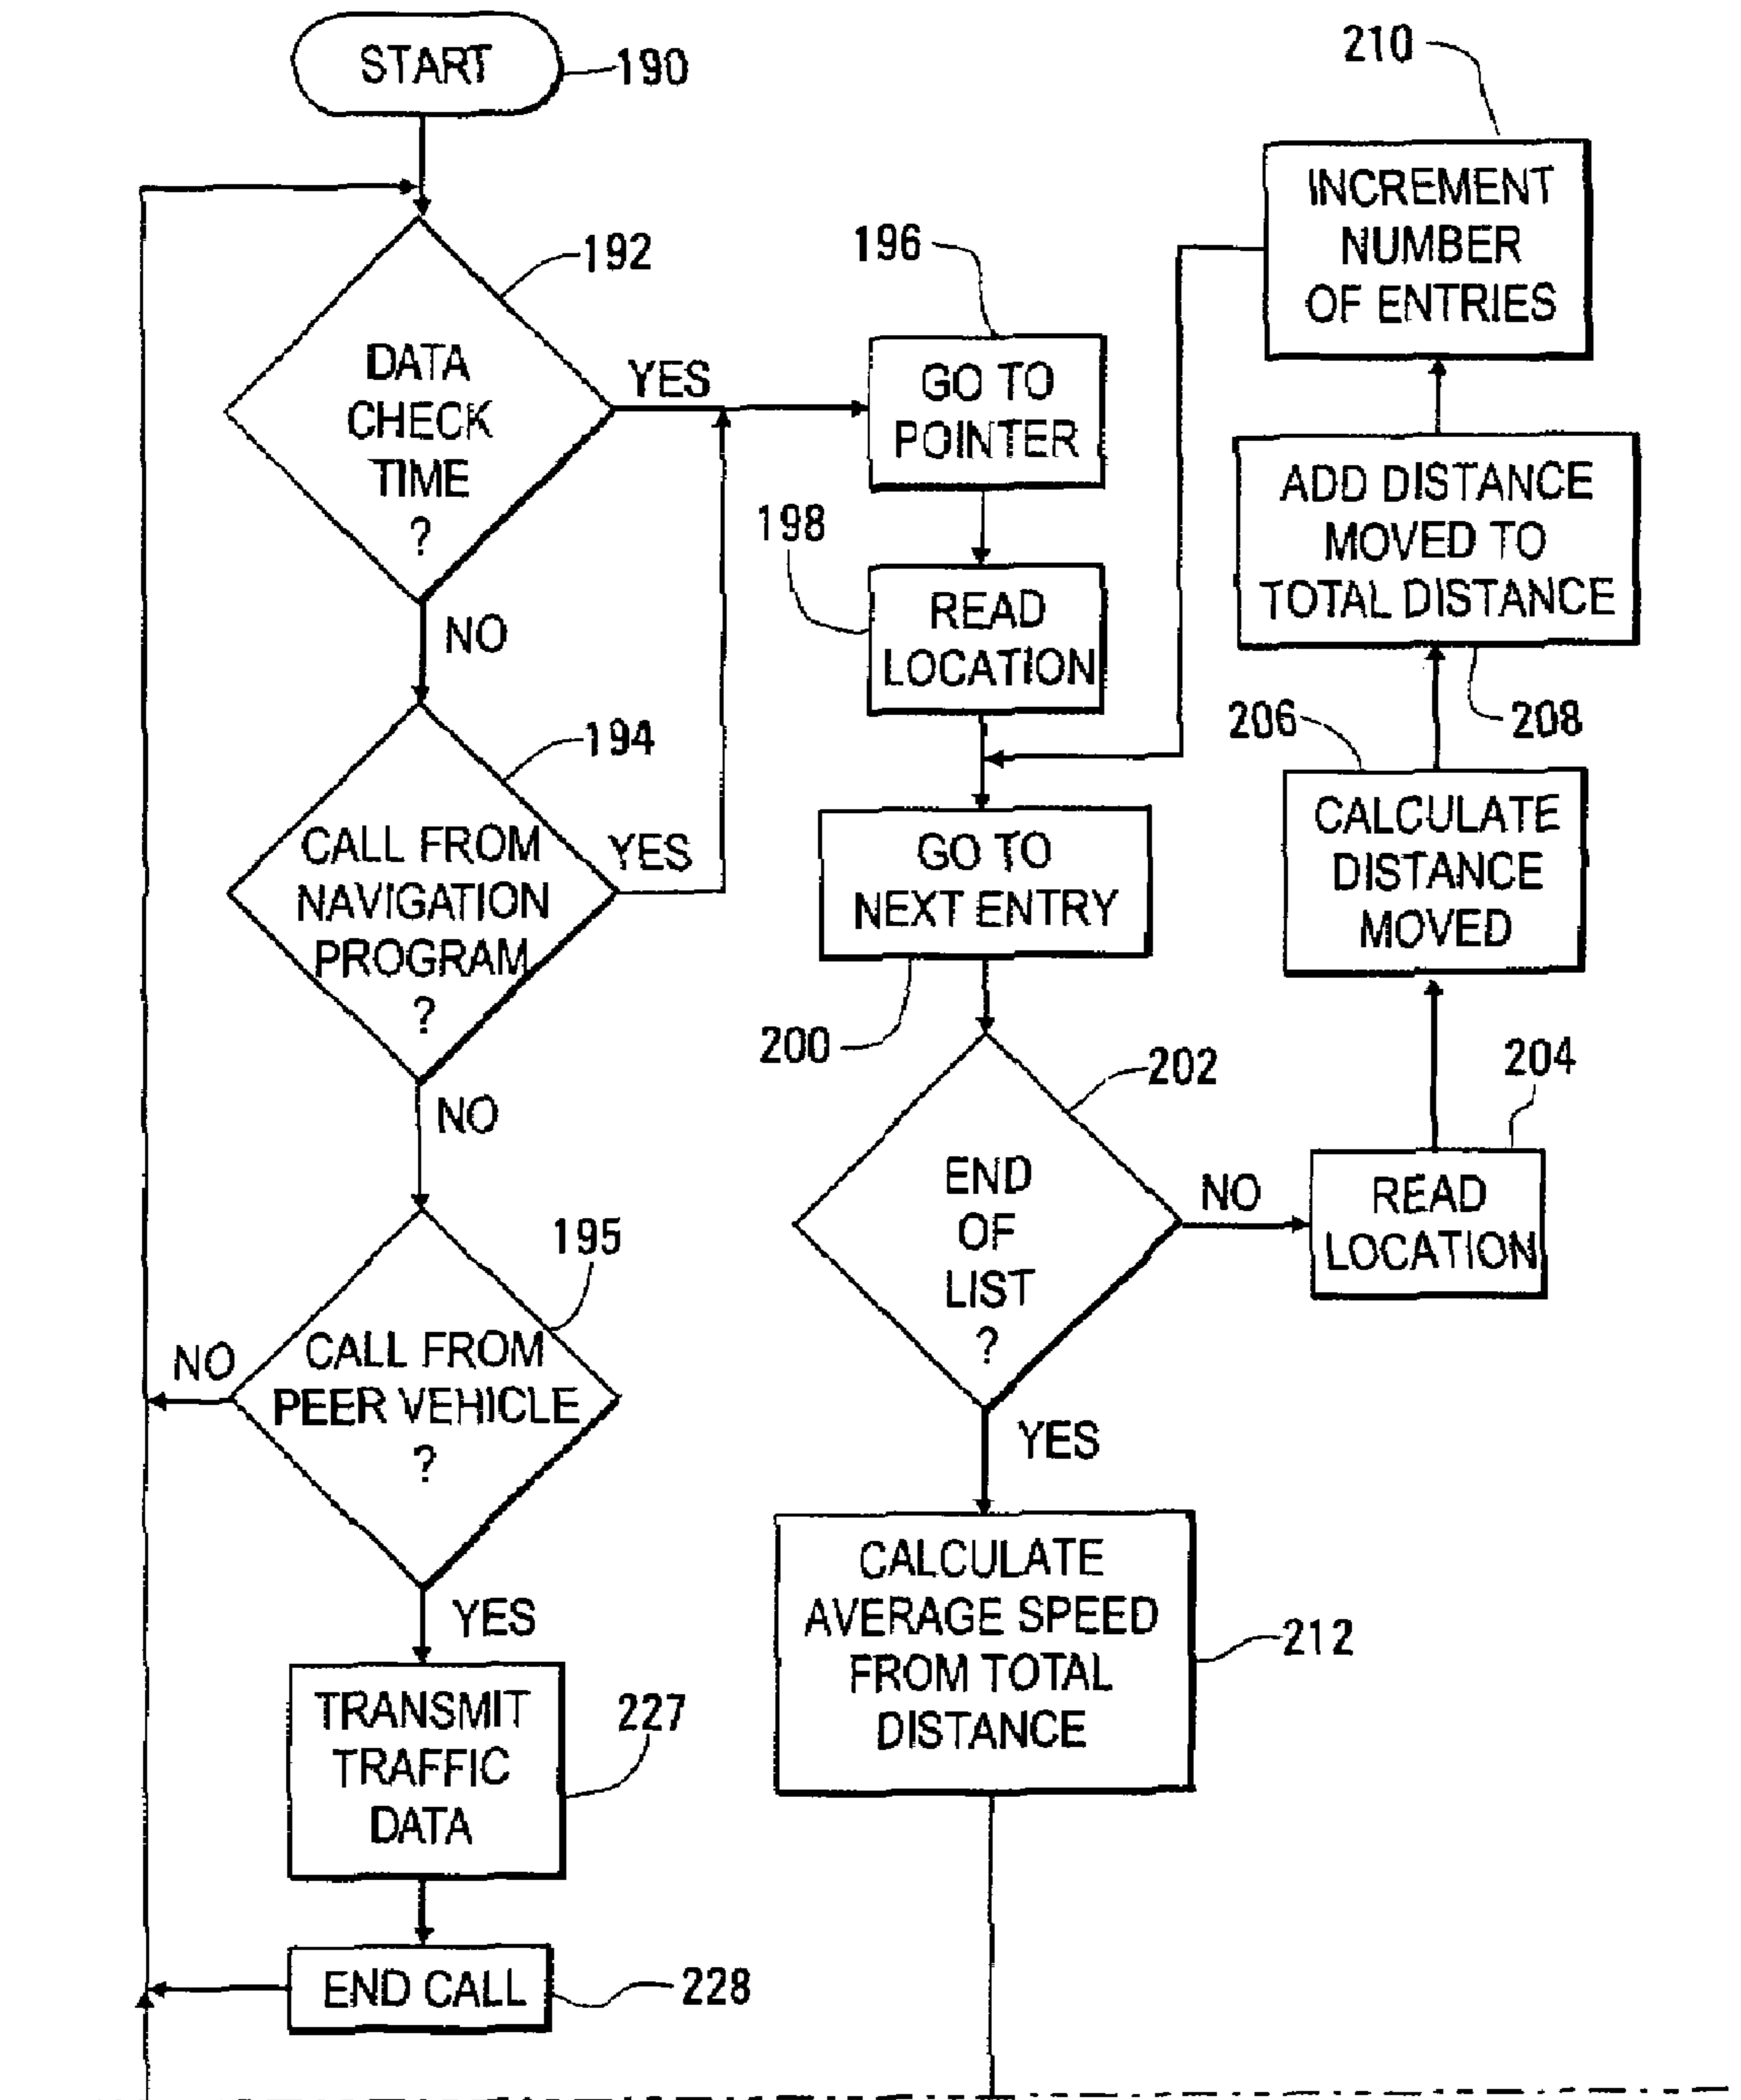 START
190
192
DATA
CHECK
TIME
?
YES
NO
194
CALL FROM
NAVIGATION
PROGRAM
?
YES
NO
195
CALL FROM
PEER VEHICLE
?
NO
YES
TRANSMIT
TRAFFIC
DATA
227
END CALL
228
196
GO TO
POINTER
198
READ
LOCATION
GO TO
NEXT ENTRY
200
202
END
OF
LIST
?
NO
YES
CALCULATE
AVERAGE SPEED
FROM TOTAL
DISTANCE
212
204
READ
LOCATION
206
CALCULATE
DISTANCE
MOVED
208
ADD DISTANCE
MOVED TO
TOTAL DISTANCE
210
INCREMENT
NUMBER
OF ENTRIES